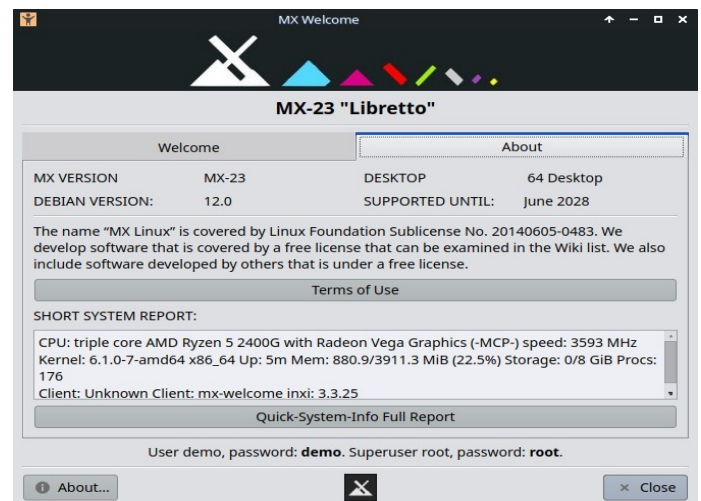 MX Welcome
MX-23 "Libretto"
Welcome
About
MX VERSION MX-23 DESKTOP 64 Desktop
DEBIAN VERSION: 12.0 SUPPORTED UNTIL: June 2028
The name “MX Linux” is covered by Linux Foundation Sublicense No. 20140605-0483. We
develop software that is covered by a free license that can be examined in the Wiki list. We also
include software developed by others that is under a free license.
Terms of Use
SHORT SYSTEM REPORT:
CPU: triple core AMD Ryzen 5 2400G with Radeon Vega Graphics (-MCP-) speed: 3593 MHz
Kernel: 6.1.0-7-amd64 x86_64 Up: 5m Mem: 880.9/3911.3 MiB (22.5%) Storage: 0/8 GiB Procs:
176
Client: Unknown Client: mx-welcome inxi: 3.3.25
Quick-System-Info Full Report
User demo, password: demo. Superuser root, password: root.
About...
Close